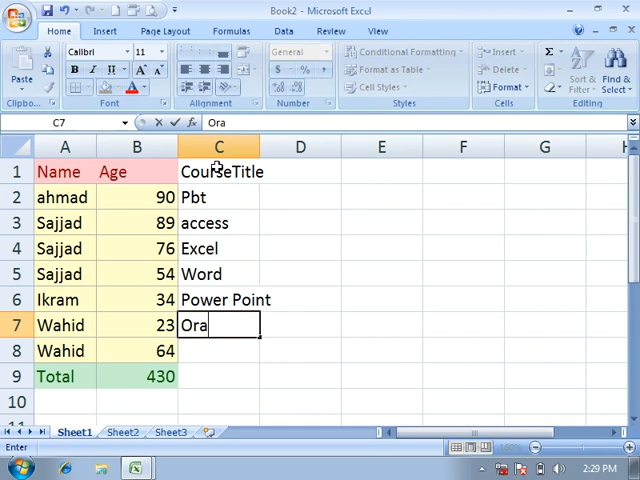 Book2 - Microsoft Excel
Home Insert Page Layout Formulas Data Review View
Paste Calibri 11 General Conditional Formatting Insert Sort & Filter Find & Select
B I U A $ % , Format as Table Delete
Cell Styles Format
Clipbo... Font Alignment Number Styles Cells Editing
C7 fx Ora
A B C D E F G H
1 Name Age CourseTitle
2 ahmad 90 Pbt
3 Sajjad 89 access
4 Sajjad 76 Excel
5 Sajjad 54 Word
6 Ikram 34 Power Point
7 Wahid 23 Ora
8 Wahid 64
9 Total 430
10
11
Sheet1 Sheet2 Sheet3
Enter 160%
2:29 PM